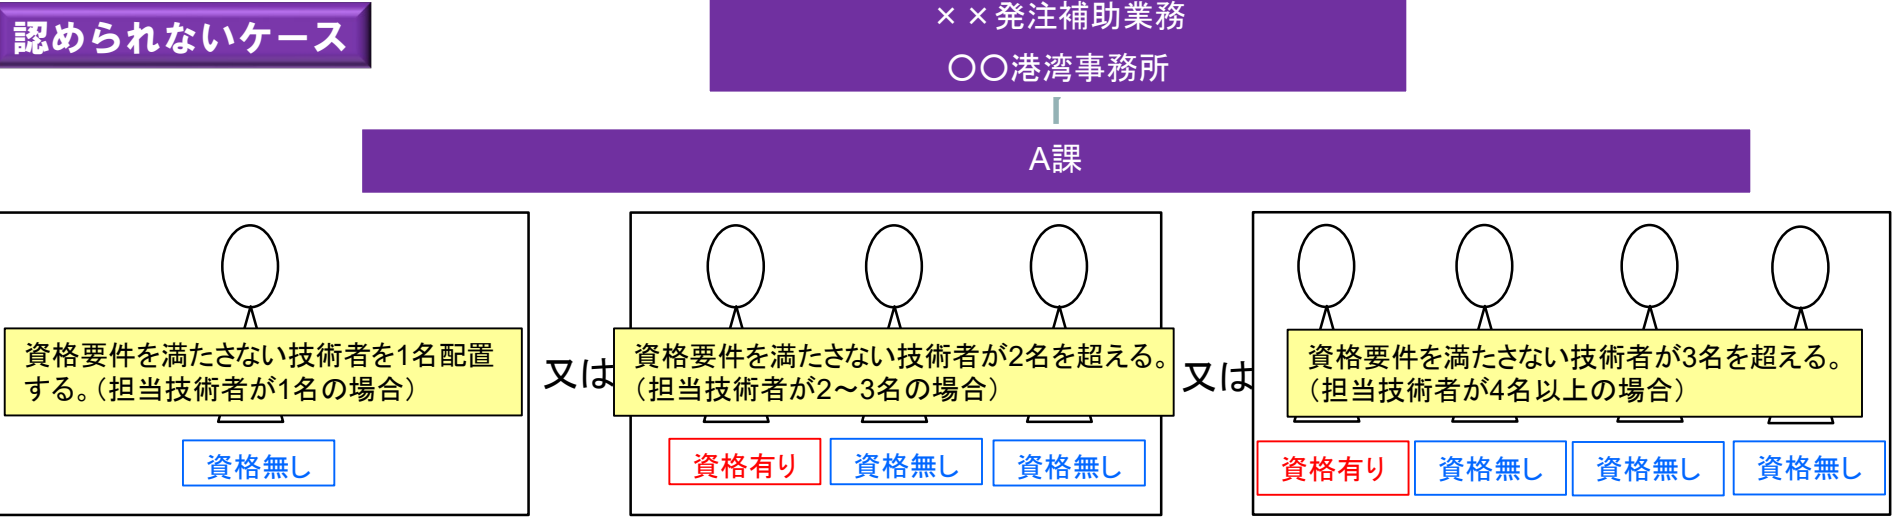 認められないケース
××発注補助業務
〇〇港湾事務所
A課
資格要件を満たさない技術者を1名配置
する。（担当技術者が1名の場合）
資格無し
又は
資格要件を満たさない技術者が2名を超える。
（担当技術者が2～3名の場合）
資格有り
資格無し
資格無し
又は
資格要件を満たさない技術者が3名を超える。
（担当技術者が4名以上の場合）
資格有り
資格無し
資格無し
資格無し